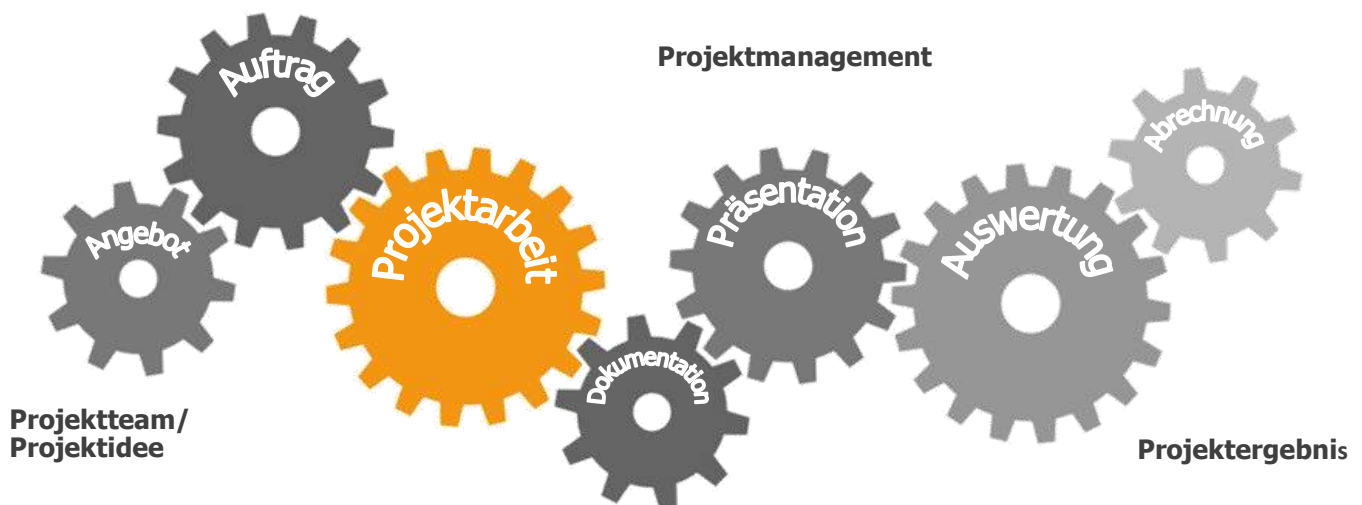 Projektmanagement
Auftrag
Abrechnung
Angebot
Projektarbeit
Präsentation
Auswertung
Dokumentation
Projektteam/
Projektidee
Projektergebnis